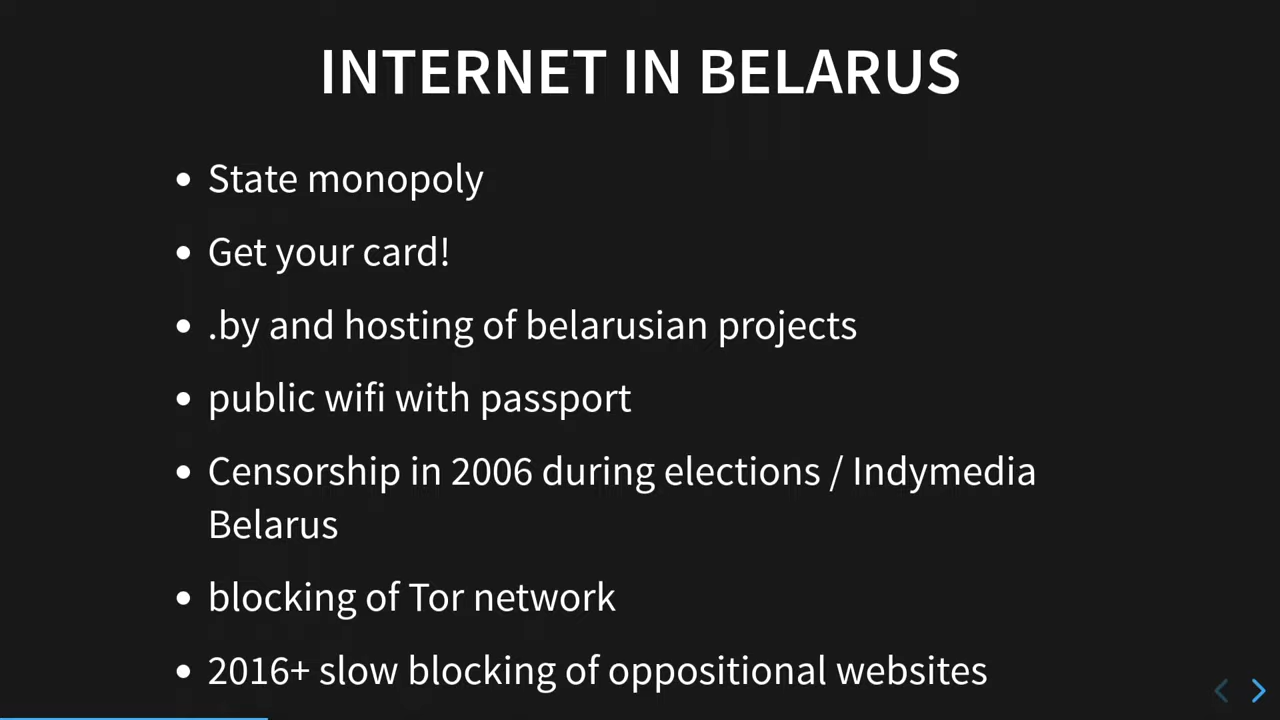 INTERNET IN BELARUS
State monopoly
Get your card!
.by and hosting of belarusian projects
public wifi with passport
Censorship in 2006 during elections / Indymedia
Belarus
blocking of Tor network
2016+ slow blocking of oppositional websites